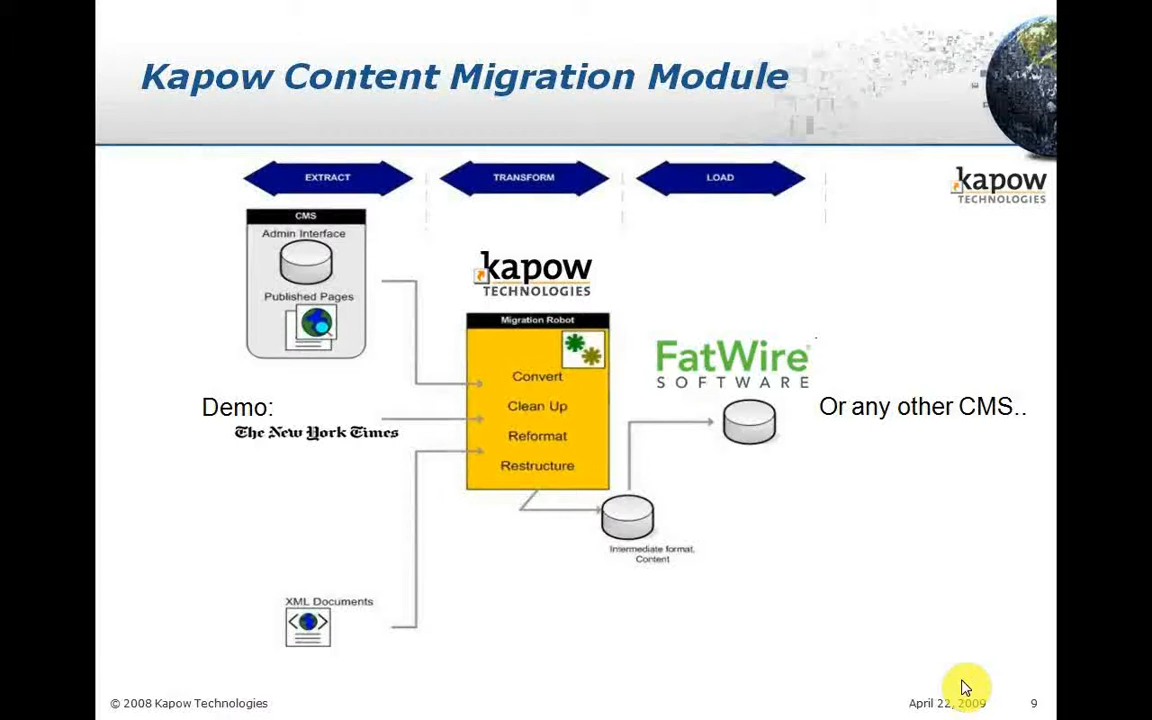 Kapow Content Migration Module
EXTRACT
TRANSFORM
LOAD
kapow
TECHNOLOGIES
CMS
Admin Interface
Published Pages
kapow
TECHNOLOGIES
Migration Robot
Convert
Clean Up
Reformat
Restructure
FatWire
SOFTWARE
Or any other CMS..
Demo:
The New York Times
Intermediate format,
Content
XML Documents
© 2008 Kapow Technologies
April 22, 2009
9